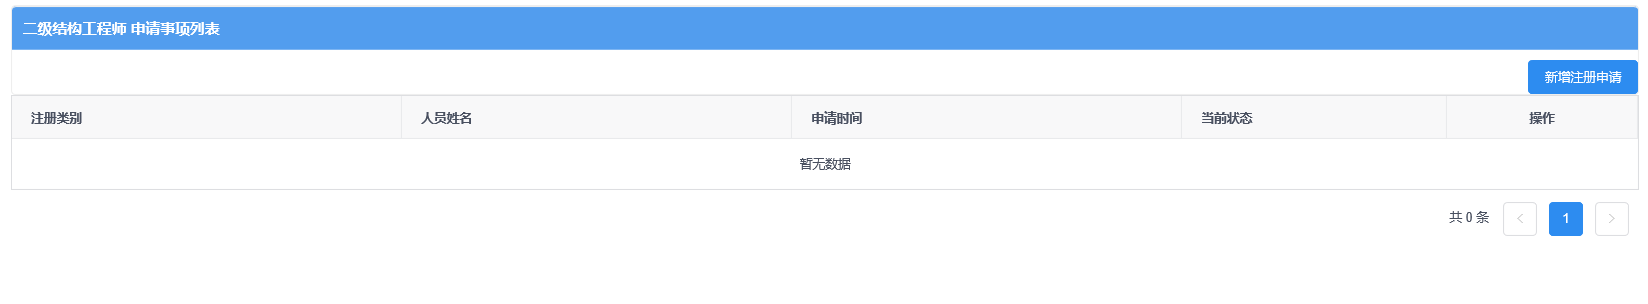 二级结构工程师 申请事项列表
新增注册申请
注册类别 人员姓名 申请时间 当前状态 操作
暂无数据
共 0 条 1